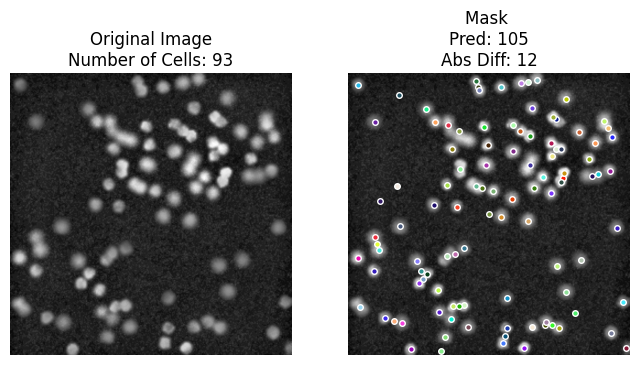 Original Image
Number of Cells: 93
Mask
Pred: 105
Abs Diff: 12